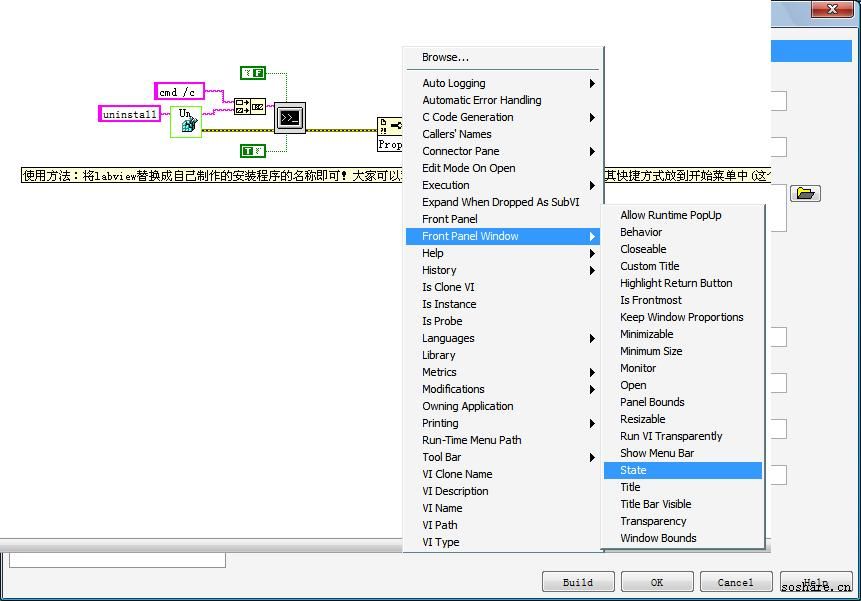 Browse...
F
cmd /c
Auto Logging
Automatic Error Handling
uninstall
Un
C Code Generation
Callers' Names
Prop
T
Connector Pane
Edit Mode On Open
使用方法：将labview替换成自己制作的安装程序的名称即可！大家可以
其快捷方式放到开始菜单中(这个
Execution
Expand When Dropped As SubVI
Front Panel
Front Panel Window
Help
History
Is Clone VI
Is Instance
Is Probe
Languages
Library
Metrics
Modifications
Owning Application
Printing
Run-Time Menu Path
Tool Bar
VI Clone Name
VI Description
VI Name
VI Path
VI Type
Allow Runtime PopUp
Behavior
Closeable
Custom Title
Highlight Return Button
Is Frontmost
Keep Window Proportions
Minimizable
Minimum Size
Monitor
Open
Panel Bounds
Resizable
Run VI Transparently
Show Menu Bar
State
Title
Title Bar Visible
Transparency
Window Bounds
Build
OK
Cancel
Help
soshare.cn